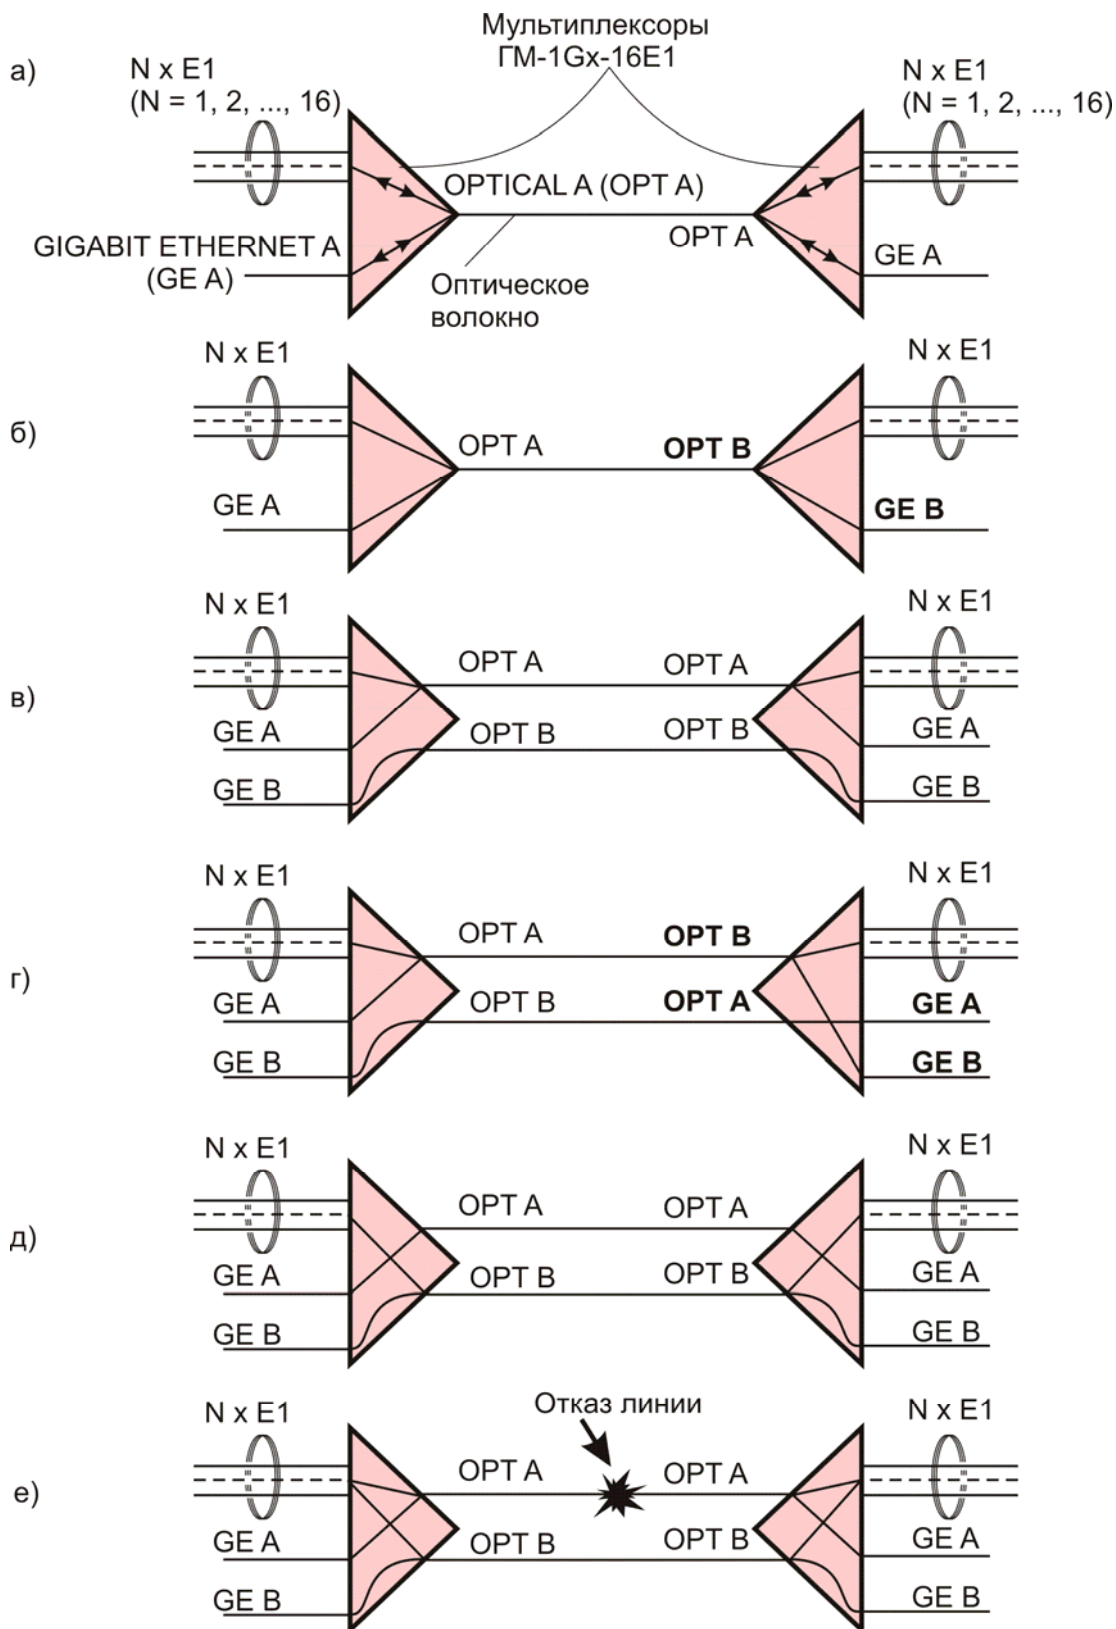 Мультиплексоры
ГМ-1Gx-16E1
а)
N x E1
(N = 1, 2, ..., 16)
N x E1
(N = 1, 2, ..., 16)
OPTICAL A (OPT A)
OPT A
GIGABIT ETHERNET A
(GE A)
GE A
Оптическое
волокно
N x E1
N x E1
б)
OPT A
OPT B
GE A
GE B
N x E1
N x E1
OPT A
OPT A
в)
GE A
OPT B
OPT B
GE A
GE B
GE B
N x E1
N x E1
OPT A
OPT B
г)
GE A
OPT B
OPT A
GE A
GE B
GE B
N x E1
N x E1
OPT A
OPT A
д)
GE A
OPT B
OPT B
GE A
GE B
GE B
Отказ линии
N x E1
N x E1
OPT A
OPT A
е)
GE A
OPT B
OPT B
GE A
GE B
GE B